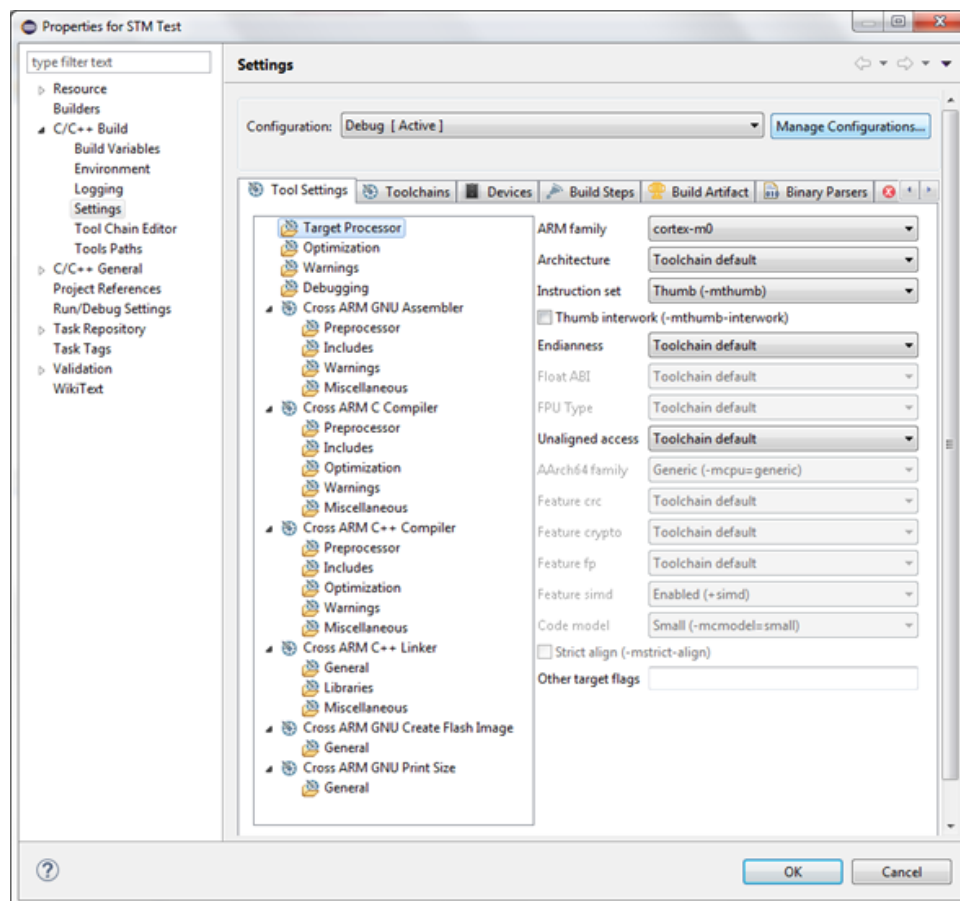 Properties for STM Test
type filter text
Resource
Builders
C/C++ Build
Build Variables
Environment
Logging
Settings
Tool Chain Editor
Tools Paths
C/C++ General
Project References
Run/Debug Settings
Task Repository
Task Tags
Validation
WikiText
Settings
Configuration: Debug [ Active ] Manage Configurations...
Tool Settings Toolchains Devices Build Steps Build Artifact Binary Parsers
Target Processor
Optimization
Warnings
Debugging
Cross ARM GNU Assembler
Preprocessor
Includes
Warnings
Miscellaneous
Cross ARM C Compiler
Preprocessor
Includes
Optimization
Warnings
Miscellaneous
Cross ARM C++ Compiler
Preprocessor
Includes
Optimization
Warnings
Miscellaneous
Cross ARM C++ Linker
General
Libraries
Miscellaneous
Cross ARM GNU Create Flash Image
General
Cross ARM GNU Print Size
General
ARM family cortex-m0
Architecture Toolchain default
Instruction set Thumb (-mthumb)
Thumb interwork (-mthumb-interwork)
Endianness Toolchain default
Float ABI Toolchain default
FPU Type Toolchain default
Unaligned access Toolchain default
AArch64 family Generic (-mcpu=generic)
Feature crc Toolchain default
Feature crypto Toolchain default
Feature fp Toolchain default
Feature simd Enabled (+simd)
Code model Small (-mcmodel=small)
Strict align (-mstrict-align)
Other target flags
OK Cancel